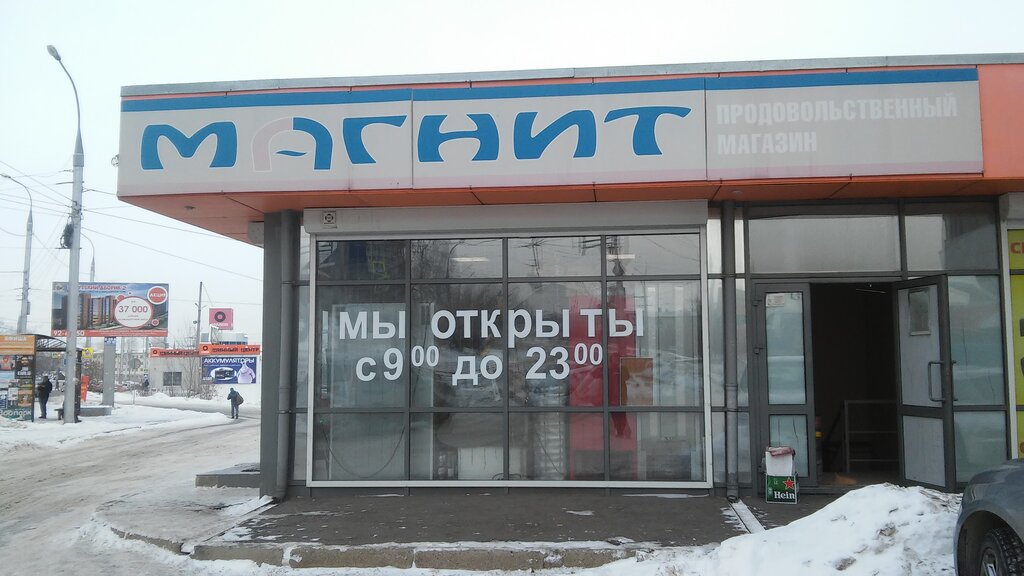 МАГНИТ
ПРОДОВОЛЬСТВЕННЫЙ
МАГАЗИН
мы открыты
с 9⁰⁰ до 23⁰⁰
37 000
АККУМУЛЯТОРЫ
Hein